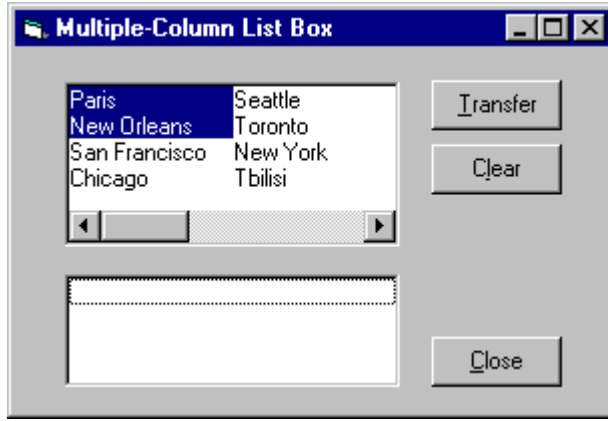 Multiple-Column List Box
Paris Seattle
New Orleans Toronto
San Francisco New York
Chicago Tbilisi
Transfer
Clear
Close